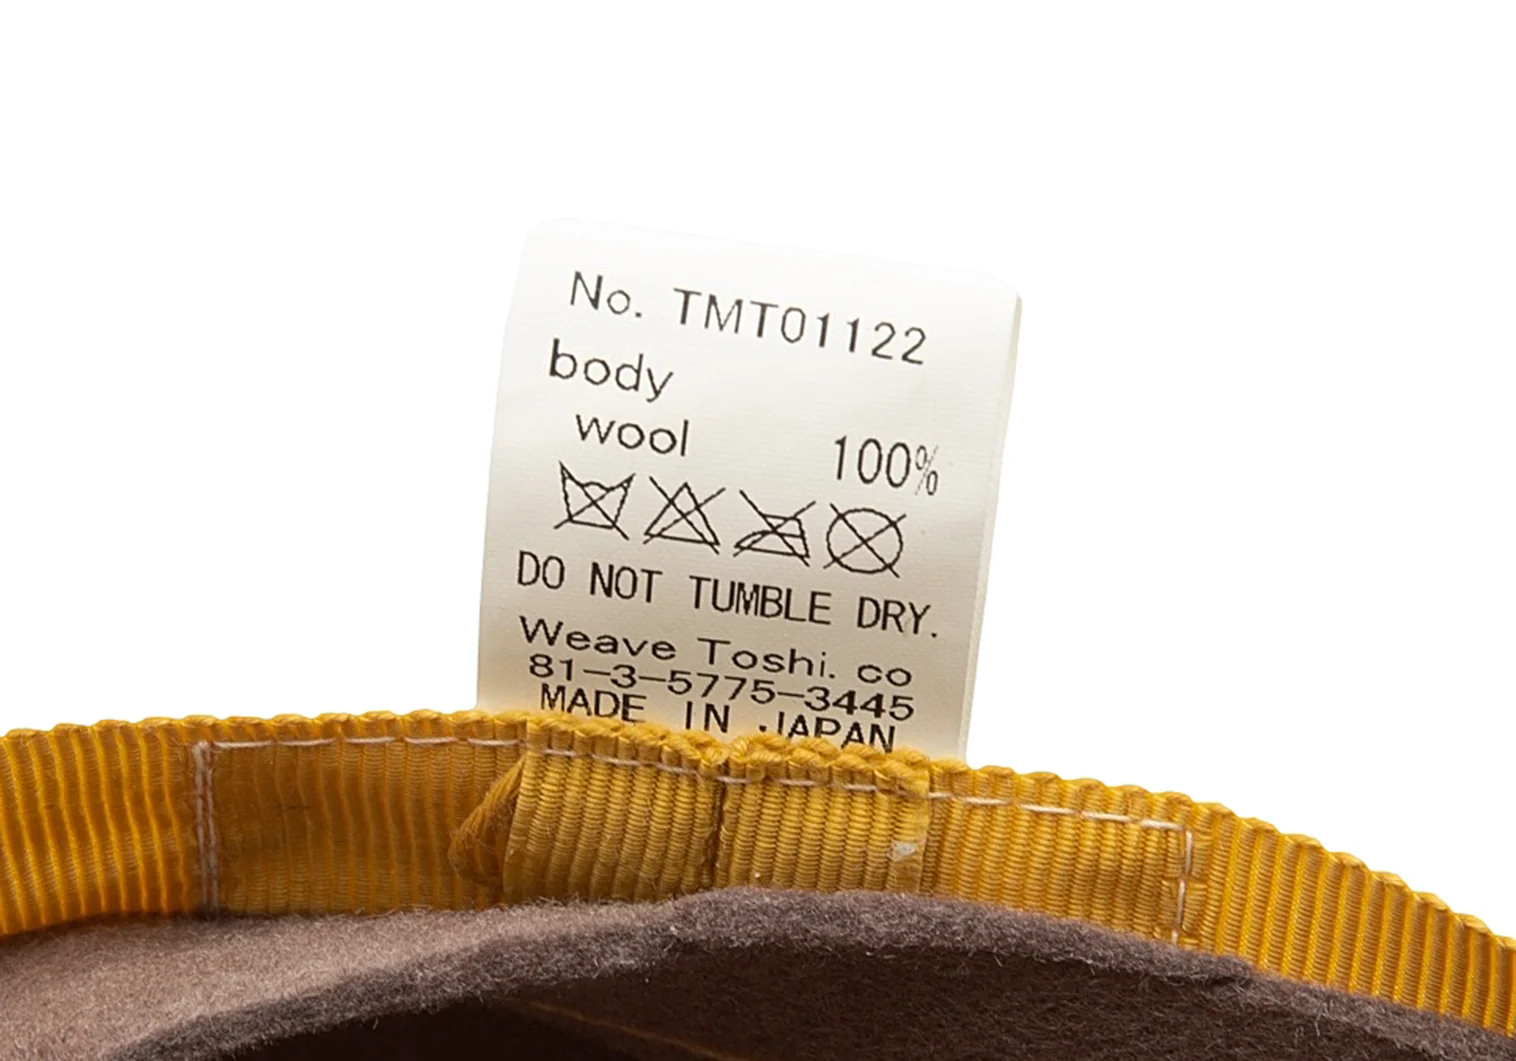 No. TMT01122
body
wool 100%
DO NOT TUMBLE DRY.
Weave Toshi. co
81-3-5775-3445
MADE IN JAPAN